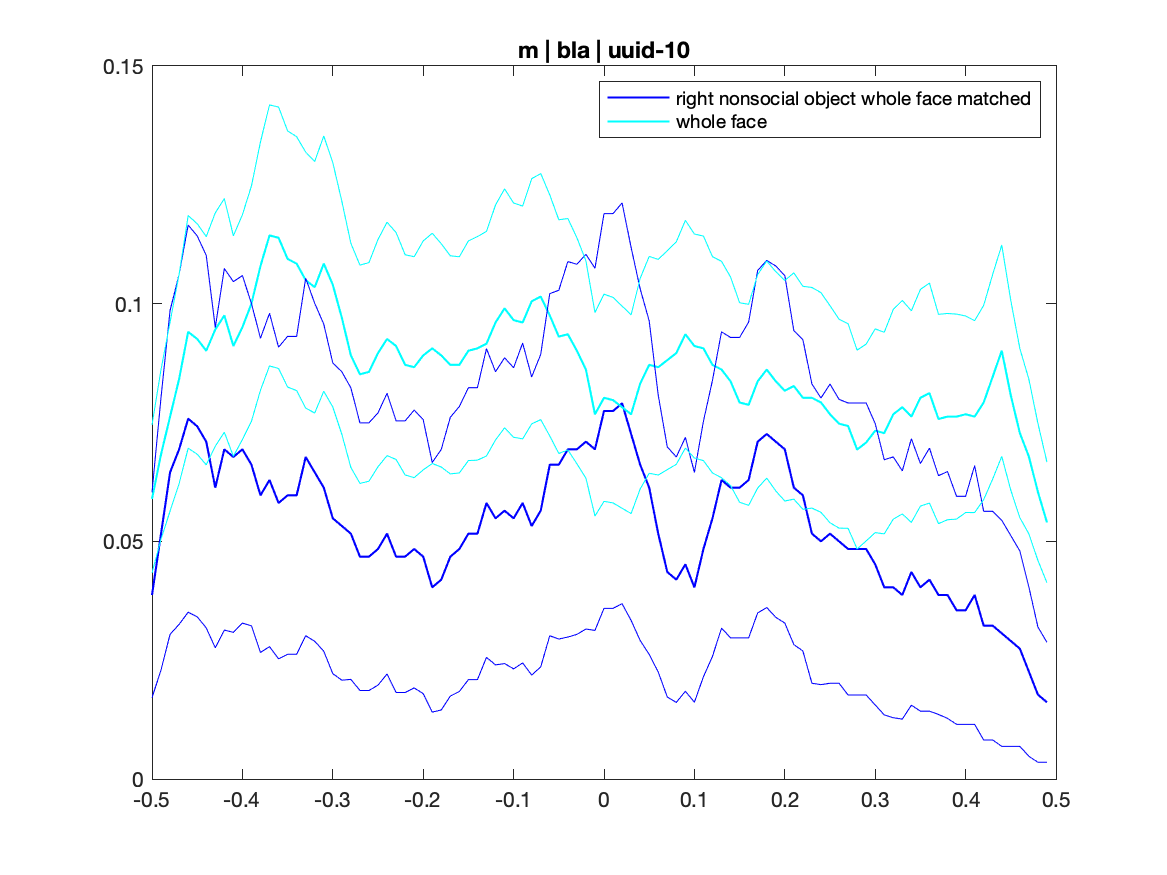 m | bla | uuid-10
0.15
right nonsocial object whole face matched
whole face
0.1
0.05
0
-0.5 -0.4 -0.3 -0.2 -0.1 0 0.1 0.2 0.3 0.4 0.5